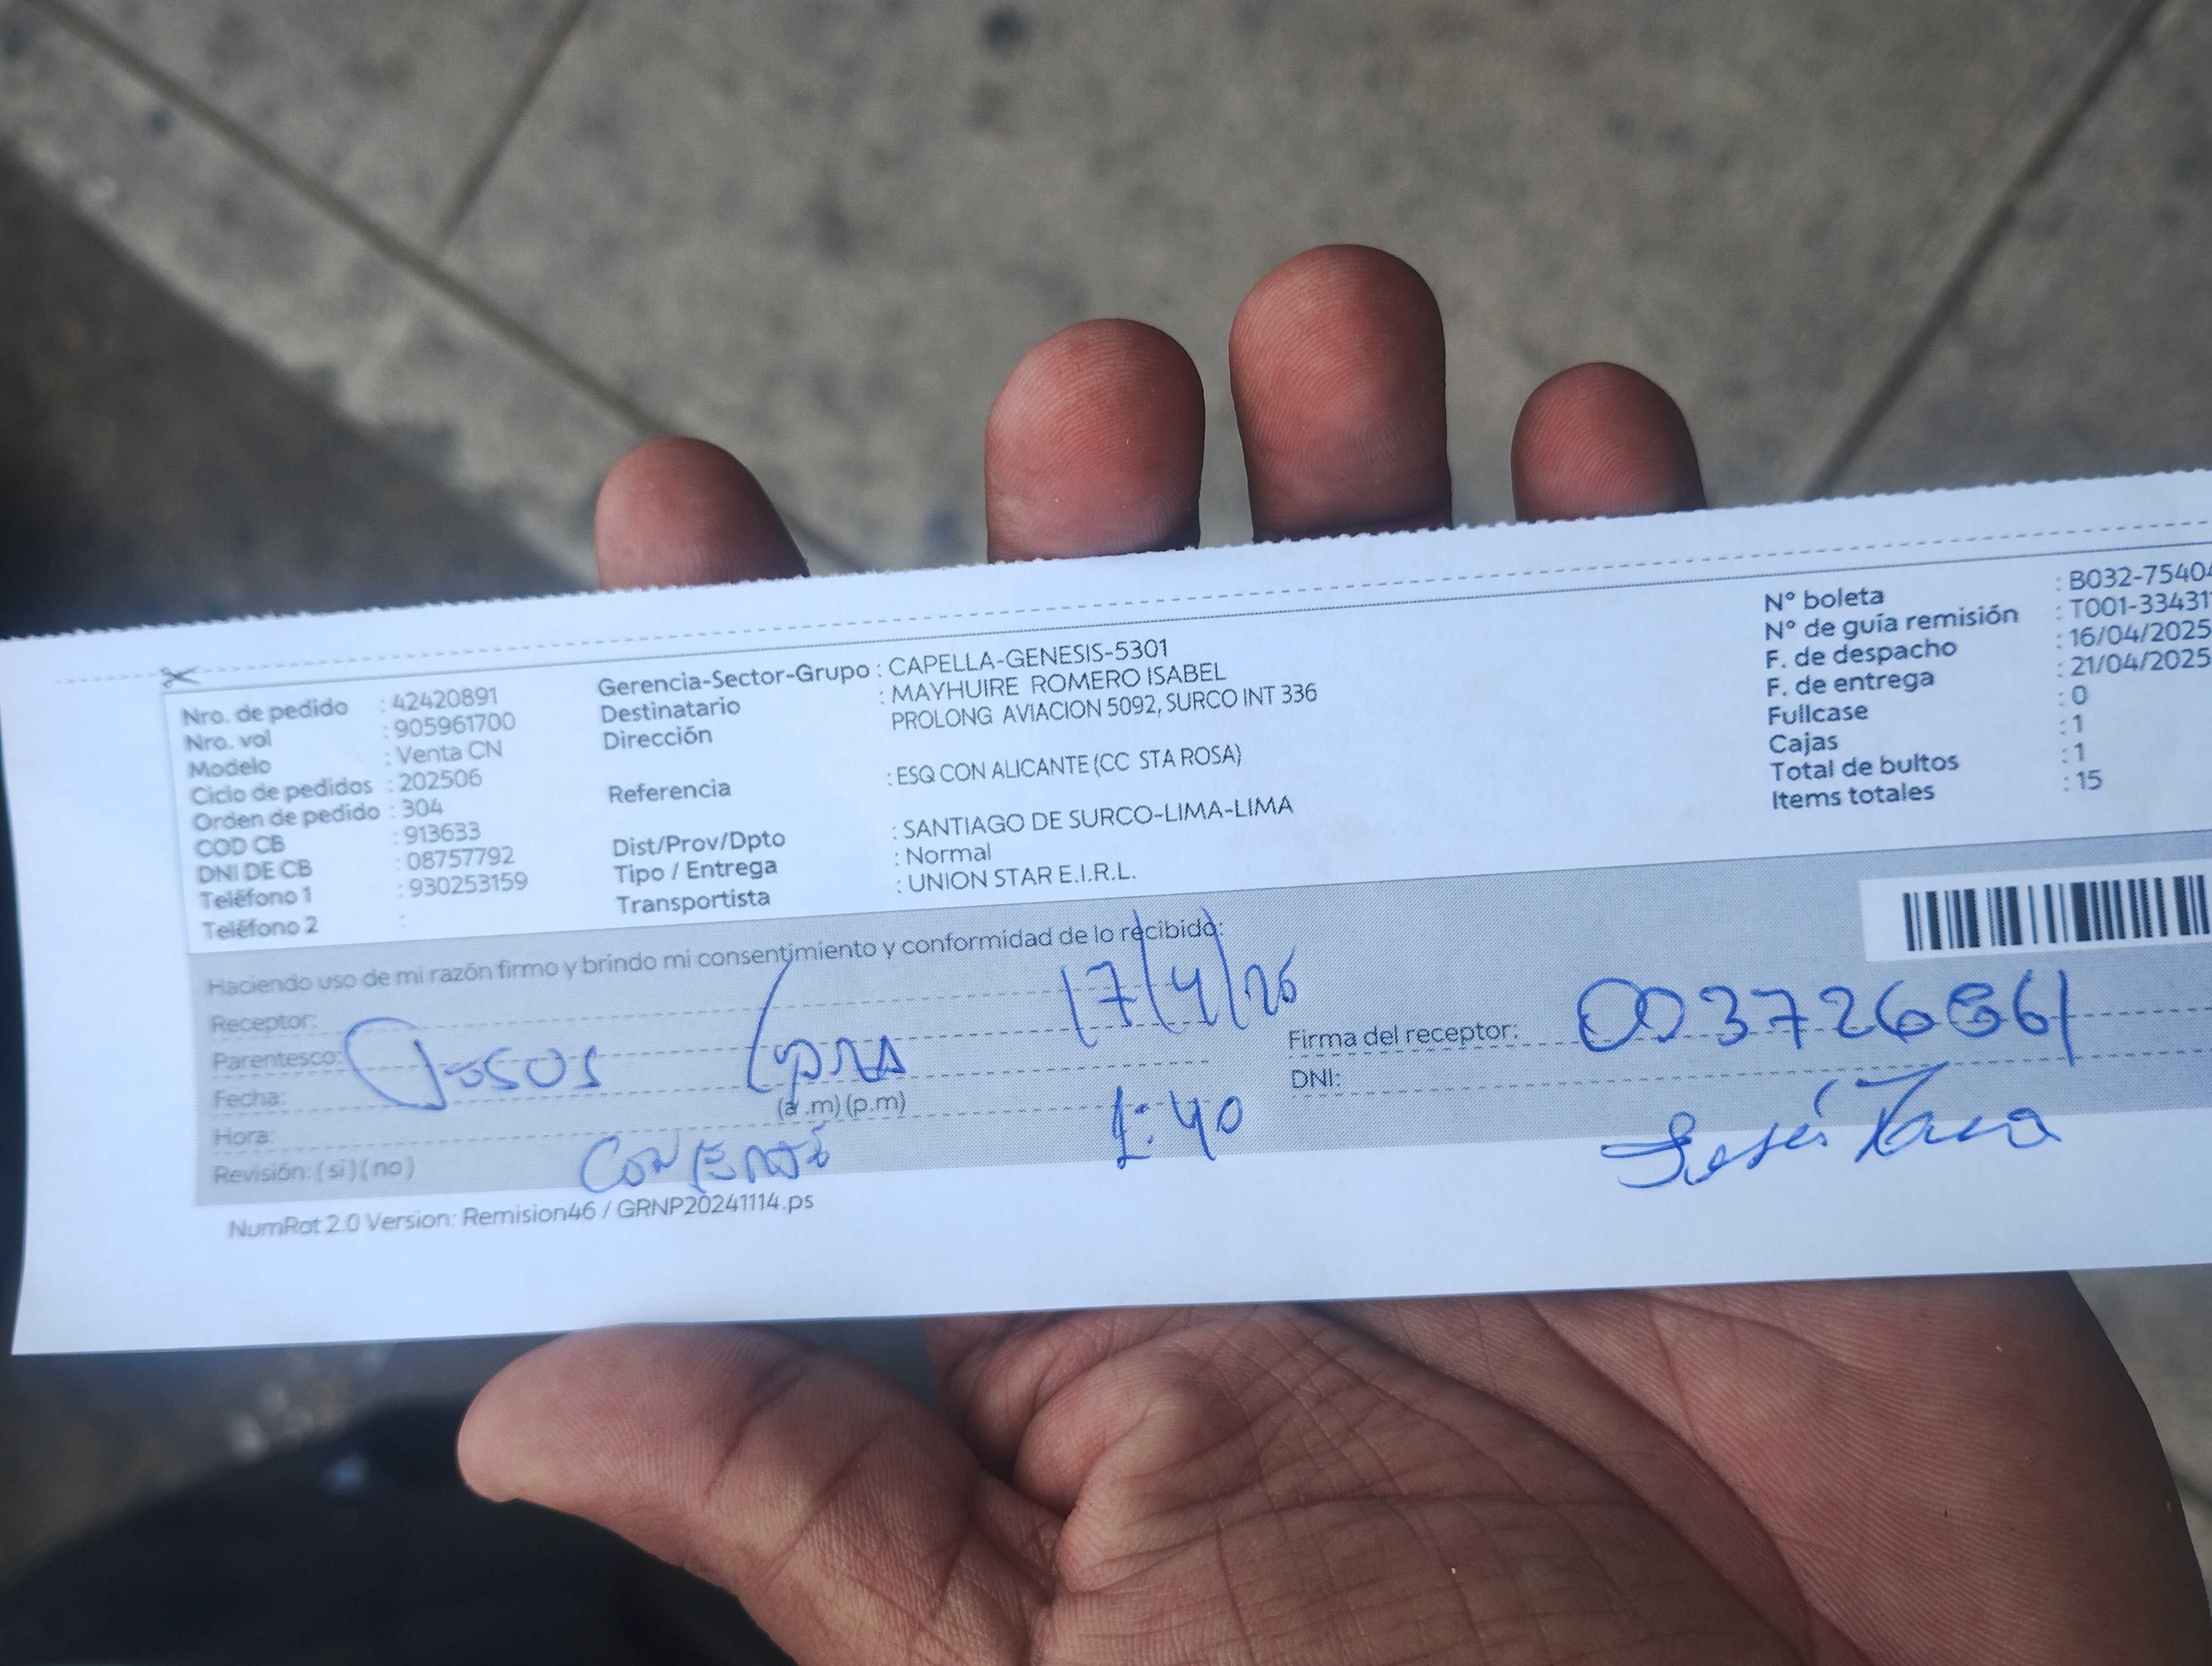 Nro. de pedido : 42420891
Nro. vol : 905961700
Modelo : Venta CN
Ciclo de pedidos : 202506
Orden de pedido : 304
COD CB : 913633
DNI DE CB : 08757792
Teléfono 1 : 930253159
Teléfono 2 :
Gerencia-Sector-Grupo : CAPELLA-GENESIS-5301
Destinatario : MAYHUIRE ROMERO ISABEL
Dirección PROLONG AVIACION 5092, SURCO INT 336
Referencia : ESQ CON ALICANTE (CC STA ROSA)
Dist/Prov/Dpto : SANTIAGO DE SURCO-LIMA-LIMA
Tipo / Entrega : Normal
Transportista : UNION STAR E.I.R.L.
N° boleta : B032-75404
N° de guía remisión : T001-33431
F. de despacho : 16/04/2025
F. de entrega : 21/04/2025
Fullcase : 0
Cajas : 1
Total de bultos : 1
Items totales : 15
Haciendo uso de mi razón firmo y brindo mi consentimiento y conformidad de lo recibido:
Receptor: 17/4/
Parentesco:
Fecha:
(a.m) (p.m)
Hora: :40
Revisión: (si) (no)
Firma del receptor:
DNI:
NumRot 2.0 Version: Remision46 / GRNP20241114.ps